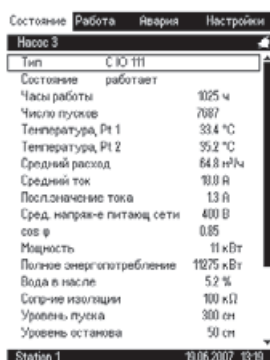 Состояние Работа Авария Настройки
Насос 3
Тип С IO 111
Состояние работает
Часы работы 1025 ч
Число пусков 7687
Температура, Pt 1 33.4 °C
Температура, Pt 2 35.2 °C
Средний расход 64.8 м³/ч
Средний ток 18.8 А
Посл.значение тока 1.3 А
Сред. напряж-е питающ сети 400 В
cos φ 0.85
Мощность 11 кВт
Полное энергопотребление 11275 кВт
Вода в масле 5.2 %
Сопр-ие изоляции 100 кΩ
Уровень пуска 300 см
Уровень останова 50 см
Station 1 19.06.2007 13:19